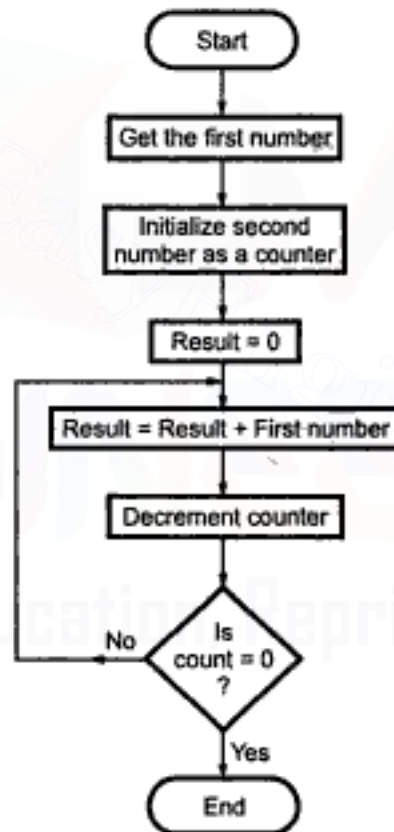 Start
Get the first number
Initialize second
number as a counter
Result = 0
Result = Result + First number
Decrement counter
Is
count = 0
?
No
Yes
End